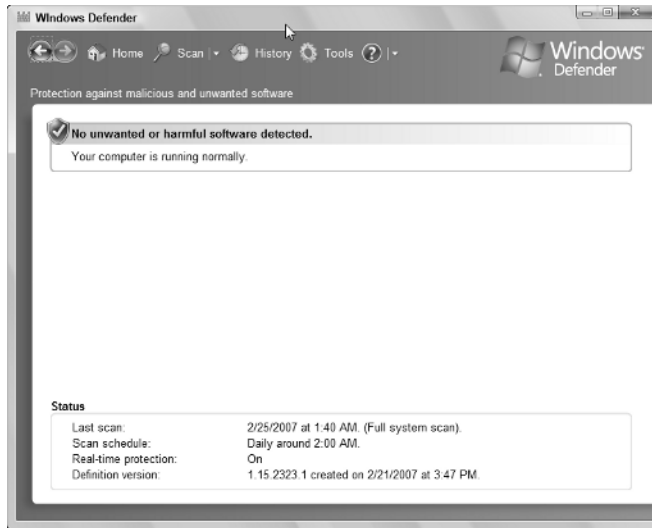 Windows Defender
Home Scan History Tools
Windows
Defender
Protection against malicious and unwanted software
No unwanted or harmful software detected.
Your computer is running normally.
Status
Last scan: 2/25/2007 at 1:40 AM. (Full system scan).
Scan schedule: Daily around 2:00 AM.
Real-time protection: On
Definition version: 1.15.2323.1 created on 2/21/2007 at 3:47 PM.